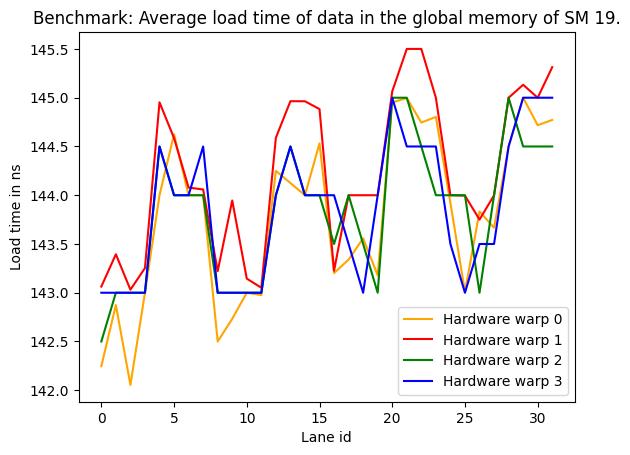 Benchmark: Average load time of data in the global memory of SM 19.
Load time in ns
145.5
145.0
144.5
144.0
143.5
143.0
142.5
142.0
Hardware warp 0
Hardware warp 1
Hardware warp 2
Hardware warp 3
0 5 10 15 20 25 30
Lane id